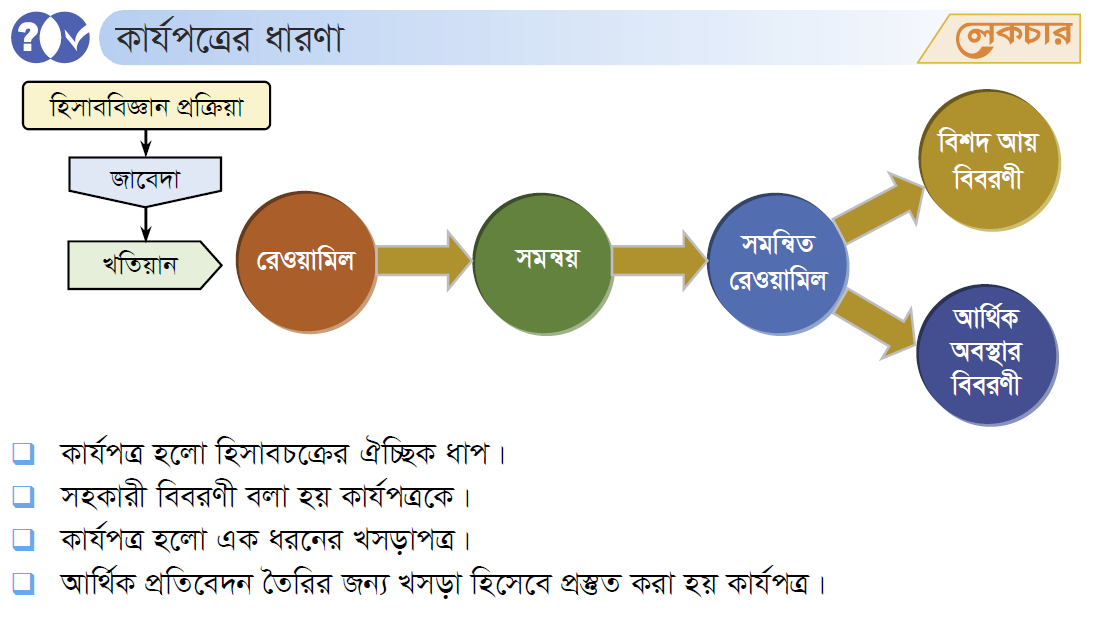 ?
কার্যপত্রের ধারণা
লেকচার
হিসাববিজ্ঞান প্রক্রিয়া
জাবেদা
খতিয়ান
রেওয়ামিল
সমন্বয়
সমন্বিত
রেওয়ামিল
বিশদ আয়
বিবরণী
আর্থিক
অবস্থার
বিবরণী
কার্যপত্র হলো হিসাবচক্রের ঐচ্ছিক ধাপ।
সহকারী বিবরণী বলা হয় কার্যপত্রকে।
কার্যপত্র হলো এক ধরনের খসড়াপত্র।
আর্থিক প্রতিবেদন তৈরির জন্য খসড়া হিসেবে প্রস্তুত করা হয় কার্যপত্র।